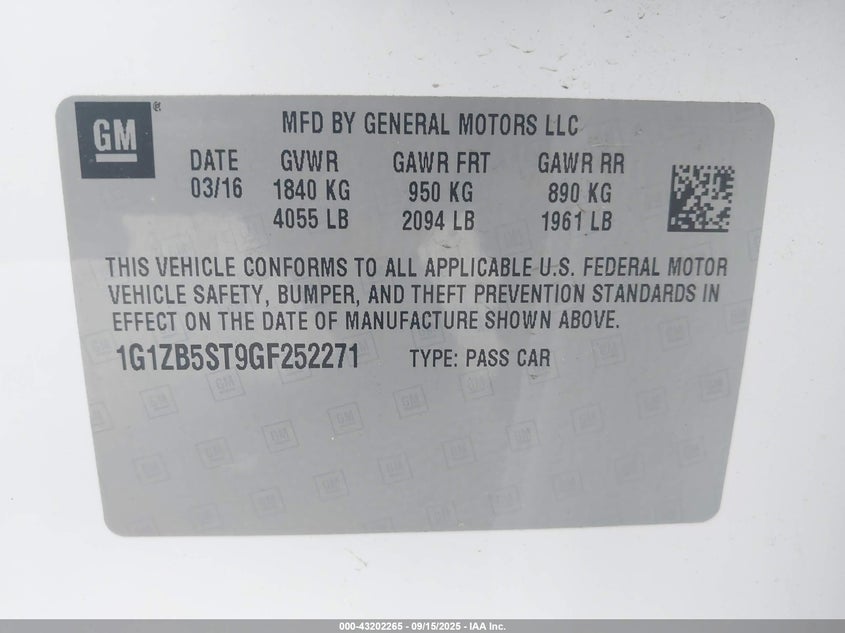 GM
®
MFD BY GENERAL MOTORS LLC
DATE GVWR GAWR FRT GAWR RR
03/16 1840 KG 950 KG 890 KG
4055 LB 2094 LB 1961 LB
THIS VEHICLE CONFORMS TO ALL APPLICABLE U.S. FEDERAL MOTOR
VEHICLE SAFETY, BUMPER, AND THEFT PREVENTION STANDARDS IN
EFFECT ON THE DATE OF MANUFACTURE SHOWN ABOVE.
1G1ZB5ST9GF252271 TYPE: PASS CAR
000-43202265 - 09/15/2025 - IAA Inc.